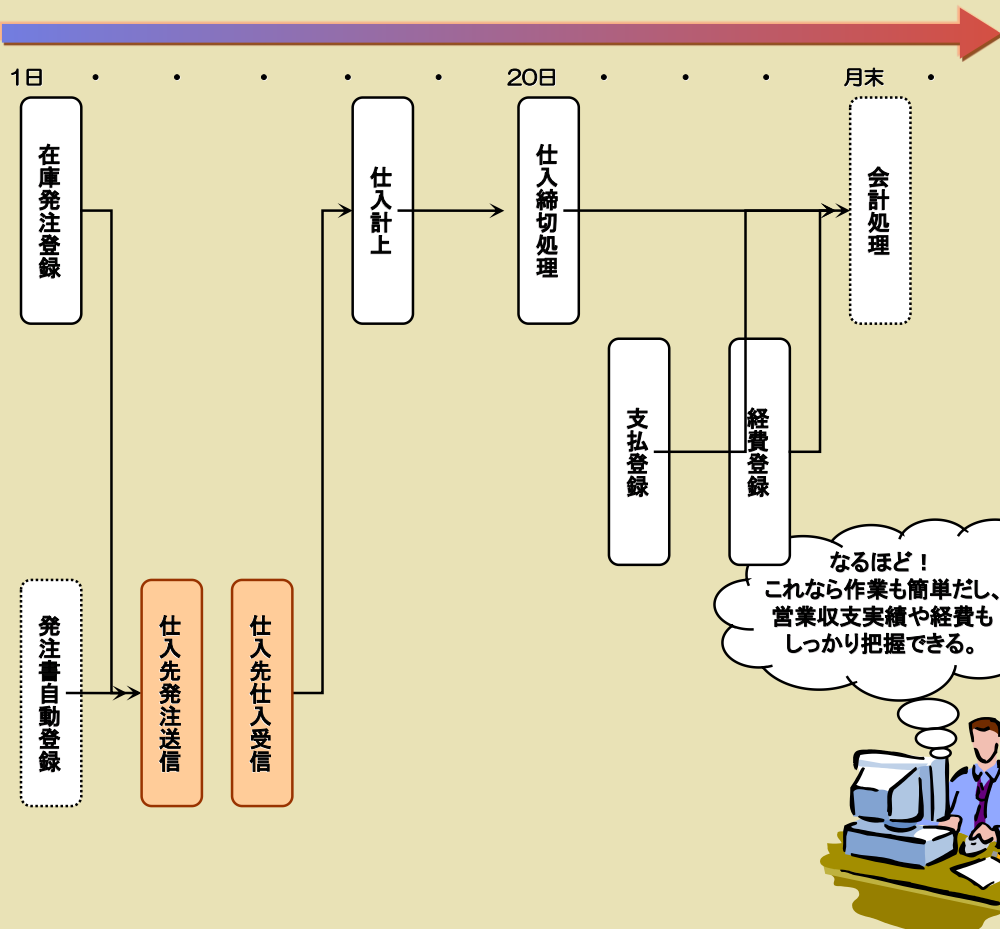 1日 ・ ・ ・ ・ ・ 20日 ・ ・ ・ 月末 ・
在庫発注登録
仕入計上
仕入締切処理
会計処理
支払登録
経費登録
発注書自動登録
仕入先発注送信
仕入先仕入受信
なるほど！
これなら作業も簡単だし、
営業収支実績や経費も
しっかり把握できる。